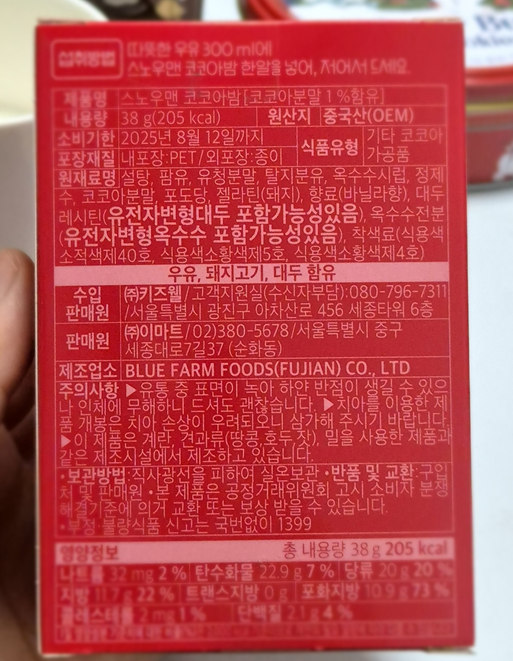 섭취방법 따뜻한 우유 300 ml에
스노우맨 코코아밤 한알을 넣어, 저어서 드세요.
제품명 스노우맨 코코아밤 [코코아분말 1%함유]
내용량 38 g(205 kcal) 원산지 중국산(OEM)
소비기한 2025년 8월 12일까지 식품유형 기타 코코아
포장재질 내포장:PET/외포장:종이 가공품
원재료명 설탕, 팜유, 유청분말, 탈지분유, 옥수수시럽, 정제
수, 코코아분말, 포도당, 젤라틴(돼지), 향료(바닐라향), 대두
레시틴(유전자변형대두 포함가능성있음), 옥수수전분
(유전자변형옥수수 포함가능성있음), 착색료(식용색
소적색제40호, 식용색소황색제5호, 식용색소황색제4호)
우유, 돼지고기, 대두 함유
수입 ㈜키즈웰/고객지원실(수신자부담):080-796-7311
판매원 /서울특별시 광진구 아차산로 456 세종타워 6층
판매원 ㈜이마트/02)380-5678/서울특별시 중구
세종대로7길37 (순화동)
제조업소 BLUE FARM FOODS(FUJIAN) CO., LTD
주의사항 ▶유통 중 표면이 녹아 하얀 반점이 생길 수 있으
나 인체에 무해하니 드셔도 괜찮습니다. ▶치아를 이용한 제
품 개봉은 치아 손상이 우려되오니 삼가해 주시기 바랍니다.
▶이 제품은 계란, 견과류(땅콩, 호두, 잣), 밀을 사용한 제품과
같은 제조시설에서 제조하고 있습니다.
•보관방법:직사광선을 피하여 실온보관 •반품 및 교환:구입
처 및 판매원 •본 제품은 공정거래위원회 고시 소비자 분쟁
해결기준에 의거 교환 또는 보상 받을 수 있습니다.
•부정·불량식품 신고는 국번없이 1399
영양정보 총 내용량 38 g 205 kcal
나트륨 32 mg 2 % 탄수화물 22.9 g 7 % 당류 20 g 20 %
지방 11.7 g 22 % 트랜스지방 0 g 포화지방 10.9 g 73 %
콜레스테롤 2 mg 1 % 단백질 2.1 g 4 %